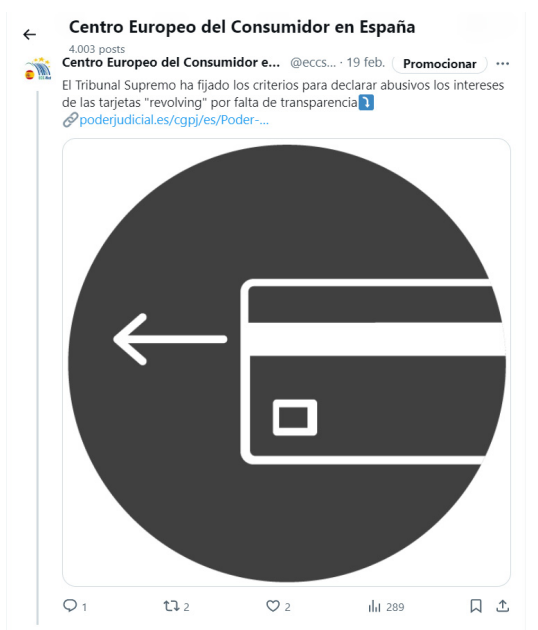 Centro Europeo del Consumidor en España
4.003 posts
Centro Europeo del Consumidor e... @eccs... · 19 feb. Promocionar ...
El Tribunal Supremo ha fijado los criterios para declarar abusivos los intereses
de las tarjetas "revolving" por falta de transparencia⤵️
🔗poderjudicial.es/cgpj/es/Poder-...
1 2 2 289